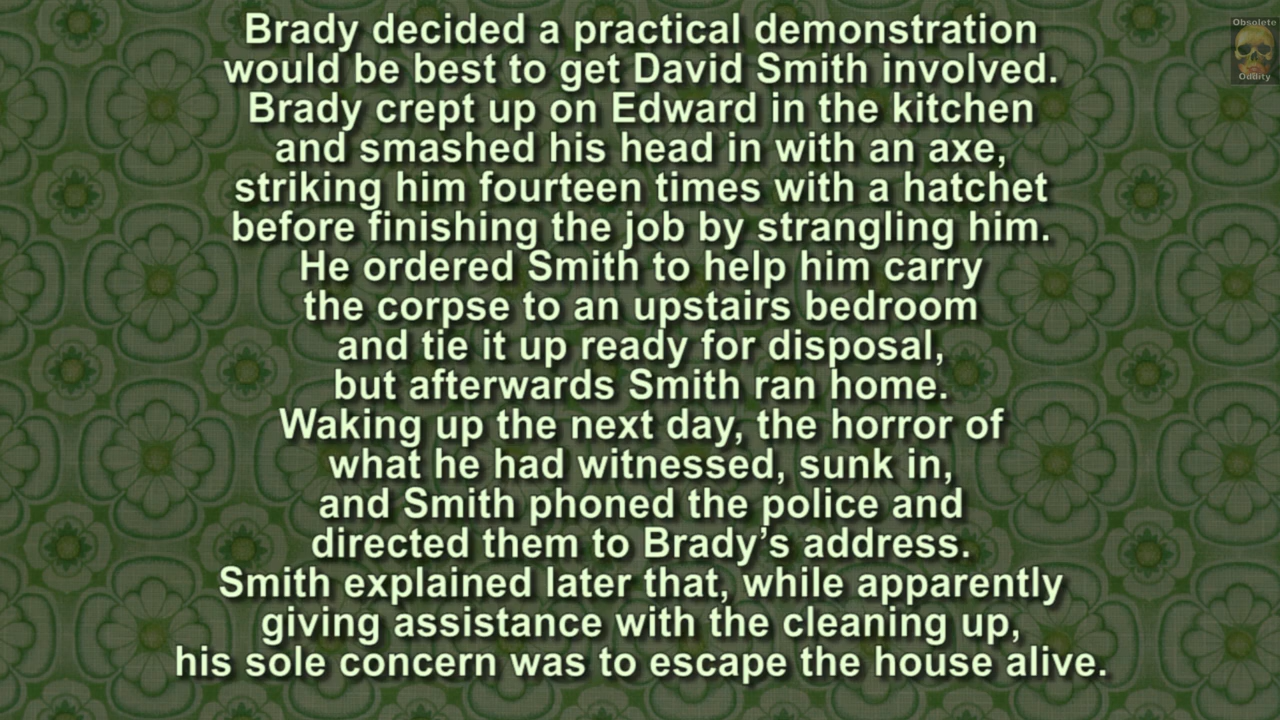 Brady decided a practical demonstration
would be best to get David Smith involved.
Brady crept up on Edward in the kitchen
and smashed his head in with an axe,
striking him fourteen times with a hatchet
before finishing the job by strangling him.
He ordered Smith to help him carry
the corpse to an upstairs bedroom
and tie it up ready for disposal,
but afterwards Smith ran home.
Waking up the next day, the horror of
what he had witnessed, sunk in,
and Smith phoned the police and
directed them to Brady’s address.
Smith explained later that, while apparently
giving assistance with the cleaning up,
his sole concern was to escape the house alive.
Obsolete
Oddity